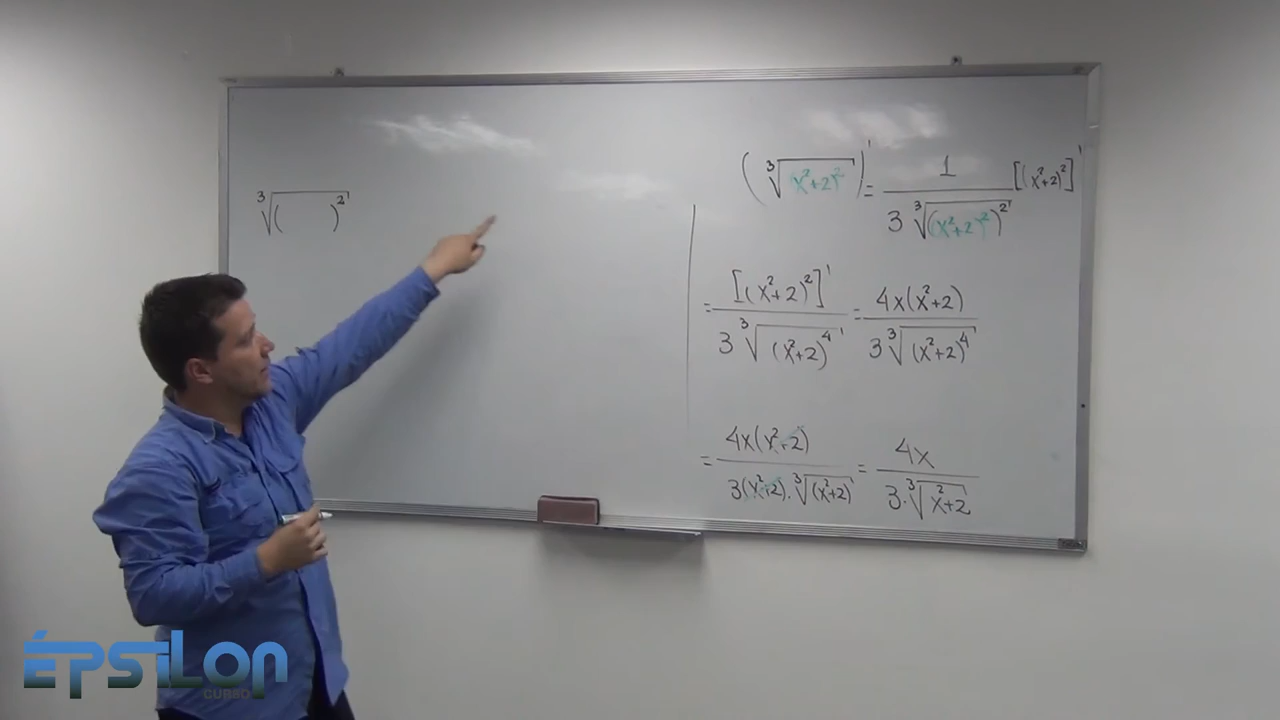 ∛( )²
(∛(x²+2)²)' = 1 / 3 ∛((x²+2)²)² [(x²+2)²]'
= [(x²+2)²]' / 3 ∛(x²+2)⁴ = 4x(x²+2) / 3 ∛(x²+2)⁴
= 4x(x²+2) / 3(x²+2).∛(x²+2) = 4x / 3.∛x²+2
ÉPSILON
CURSO